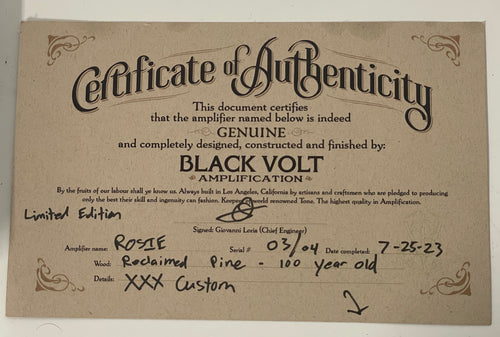 Certificate of Authenticity
This document certifies
that the amplifier named below is indeed
GENUINE
and completely designed, constructed and finished by:
BLACK VOLT
AMPLIFICATION
By the fruits of our labour shall ye know us. Always built in Los Angeles, California by artisans and craftsmen who are pledged to producing
only the best their skill and ingenuity can fashion. Keepers of world renowned Tone. The highest quality in Amplification.
Limited Edition
Signed: Giovanni Loria (Chief Engineer)
Amplifier name: ROSIE Serial # 03/04 Date completed: 7-25-23
Wood: Reclaimed Pine - 100 year old
Details: XXX Custom